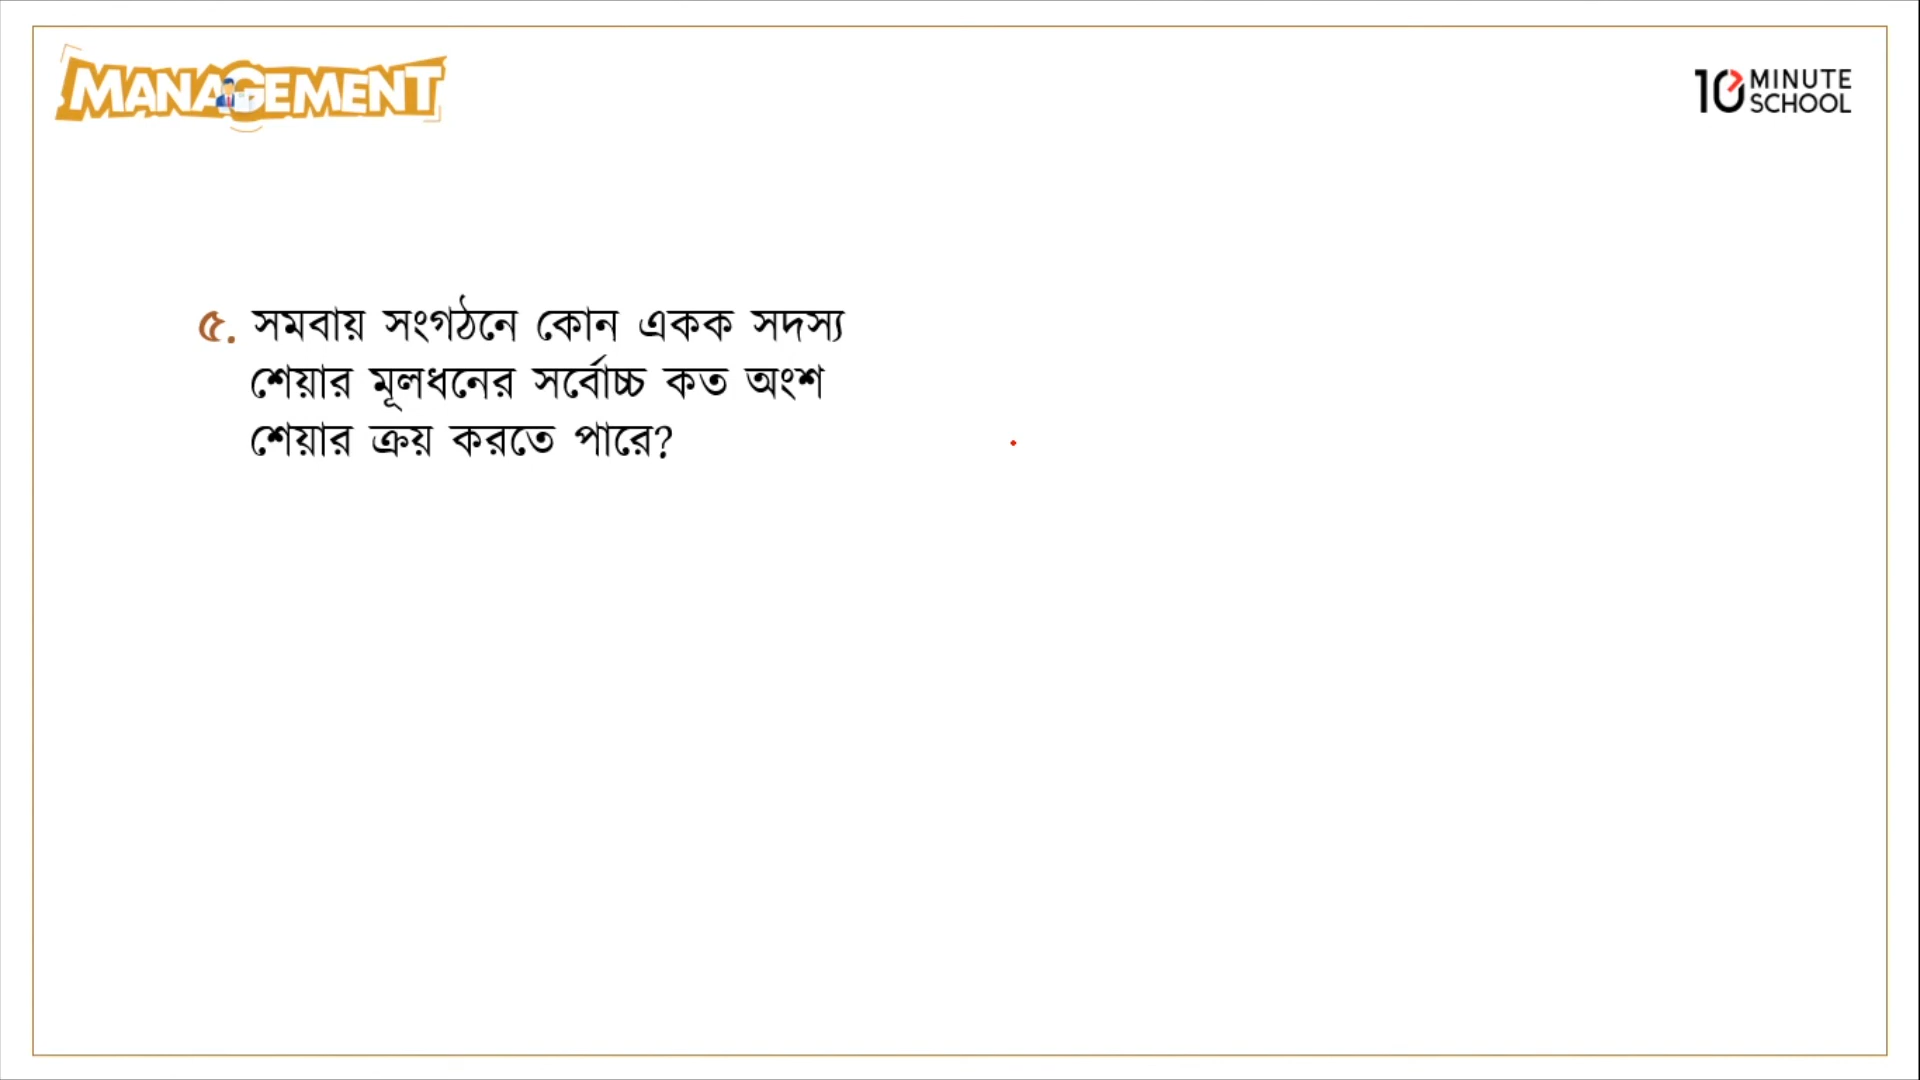 MANAGEMENT
10 MINUTE
SCHOOL
৫. সমবায় সংগঠনে কোন একক সদস্য
শেয়ার মূলধনের সর্বোচ্চ কত অংশ
শেয়ার ক্রয় করতে পারে?